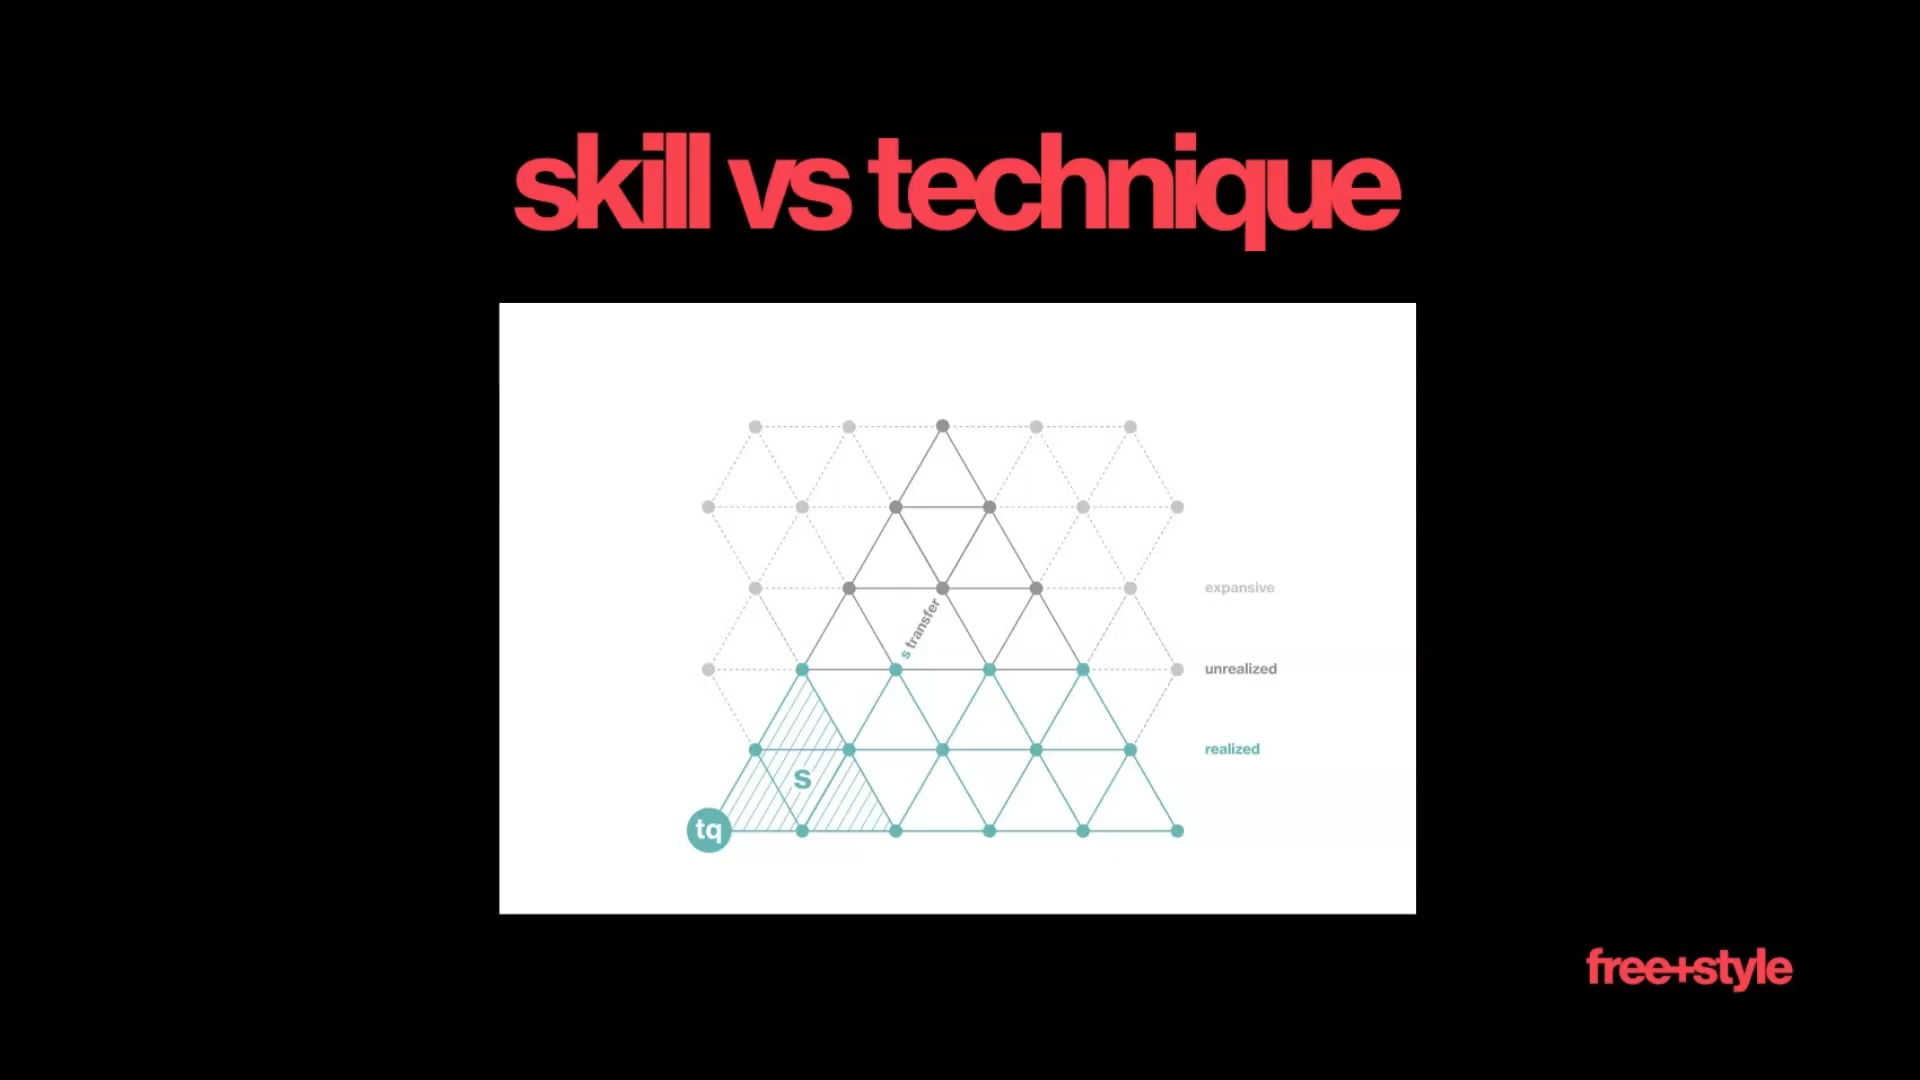 skill vs technique
expansive
s transfer
unrealized
realized
s
tq
free+style